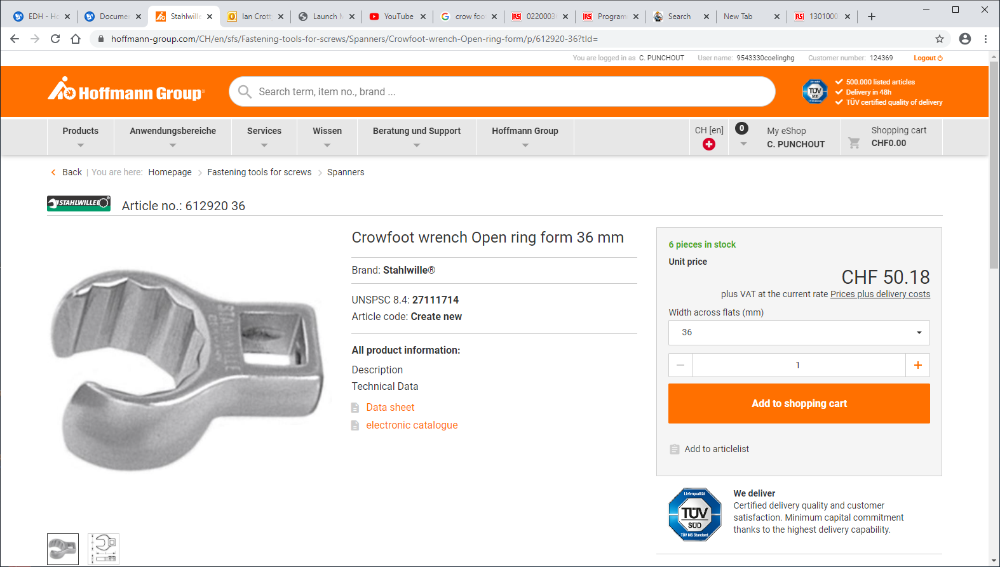 EDH - Ho
Documen
Stahlwille
Ian Crott
Launch M
YouTube
crow foo
0220003
Program
Search
New Tab
1301000
hoffmann-group.com/CH/en/sfs/Fastening-tools-for-screws/Spanners/Crowfoot-wrench-Open-ring-form/p/612920-36?tId=
You are logged in as C. PUNCHOUT User name: 9543330coelinghg Customer number: 124369 Logout
Hoffmann Group
Search term, item no., brand ...
TÜV
SÜD
500.000 listed articles
Delivery in 48h
TÜV certified quality of delivery
Products
Anwendungsbereiche
Services
Wissen
Beratung und Support
Hoffmann Group
CH [en]
0
My eShop
C. PUNCHOUT
Shopping cart
CHF0.00
Back | You are here: Homepage Fastening tools for screws Spanners
STAHLWILLE
Article no.: 612920 36
Crowfoot wrench Open ring form 36 mm
Brand: Stahlwille®
UNSPSC 8.4: 27111714
Article code: Create new
All product information:
Description
Technical Data
Data sheet
electronic catalogue
STAHLWILLE
6 pieces in stock
Unit price
CHF 50.18
plus VAT at the current rate Prices plus delivery costs
Width across flats (mm)
36
1
Add to shopping cart
Add to articlelist
Lieferqualität
TÜV
SÜD
TÜV MS Standard
We deliver
Certified delivery quality and customer
satisfaction. Minimum capital commitment
thanks to the highest delivery capability.